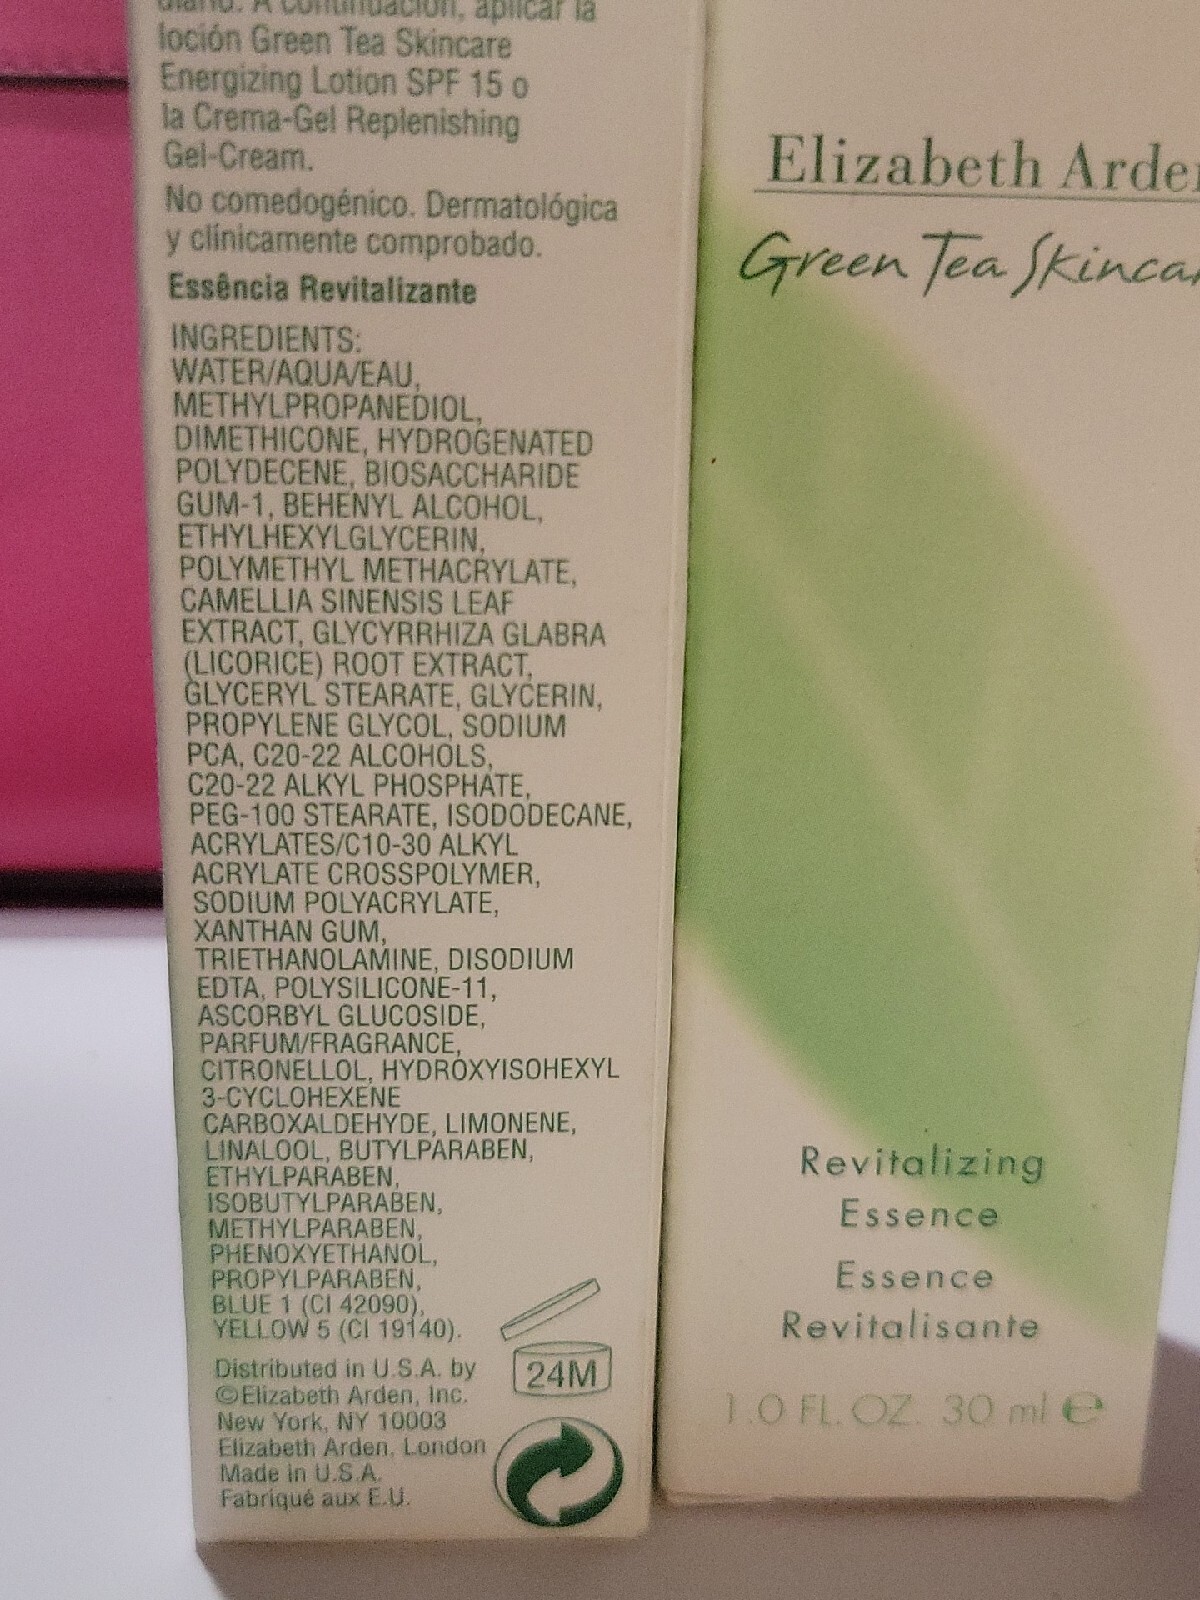 diario. A continuación, aplicar la
loción Green Tea Skincare
Energizing Lotion SPF 15 o
la Crema-Gel Replenishing
Gel-Cream.
No comedogénico. Dermatológica
y clínicamente comprobado.
Essência Revitalizante
INGREDIENTS:
WATER/AQUA/EAU,
METHYLPROPANEDIOL,
DIMETHICONE, HYDROGENATED
POLYDECENE, BIOSACCHARIDE
GUM-1, BEHENYL ALCOHOL,
ETHYLHEXYLGLYCERIN,
POLYMETHYL METHACRYLATE,
CAMELLIA SINENSIS LEAF
EXTRACT, GLYCYRRHIZA GLABRA
(LICORICE) ROOT EXTRACT,
GLYCERYL STEARATE, GLYCERIN,
PROPYLENE GLYCOL, SODIUM
PCA, C20-22 ALCOHOLS,
C20-22 ALKYL PHOSPHATE,
PEG-100 STEARATE, ISODODECANE,
ACRYLATES/C10-30 ALKYL
ACRYLATE CROSSPOLYMER,
SODIUM POLYACRYLATE,
XANTHAN GUM,
TRIETHANOLAMINE, DISODIUM
EDTA, POLYSILICONE-11,
ASCORBYL GLUCOSIDE,
PARFUM/FRAGRANCE,
CITRONELLOL, HYDROXYISOHEXYL
3-CYCLOHEXENE
CARBOXALDEHYDE, LIMONENE,
LINALOOL, BUTYLPARABEN,
ETHYLPARABEN,
ISOBUTYLPARABEN,
METHYLPARABEN,
PHENOXYETHANOL,
PROPYLPARABEN,
BLUE 1 (CI 42090),
YELLOW 5 (CI 19140).
24M
Distributed in U.S.A. by
©Elizabeth Arden, Inc.
New York, NY 10003
Elizabeth Arden, London
Made in U.S.A.
Fabriqué aux E.U.
Elizabeth Arden
Green Tea Skincar
Revitalizing
Essence
Essence
Revitalisante
1.0 FL. OZ. 30 ml ℮